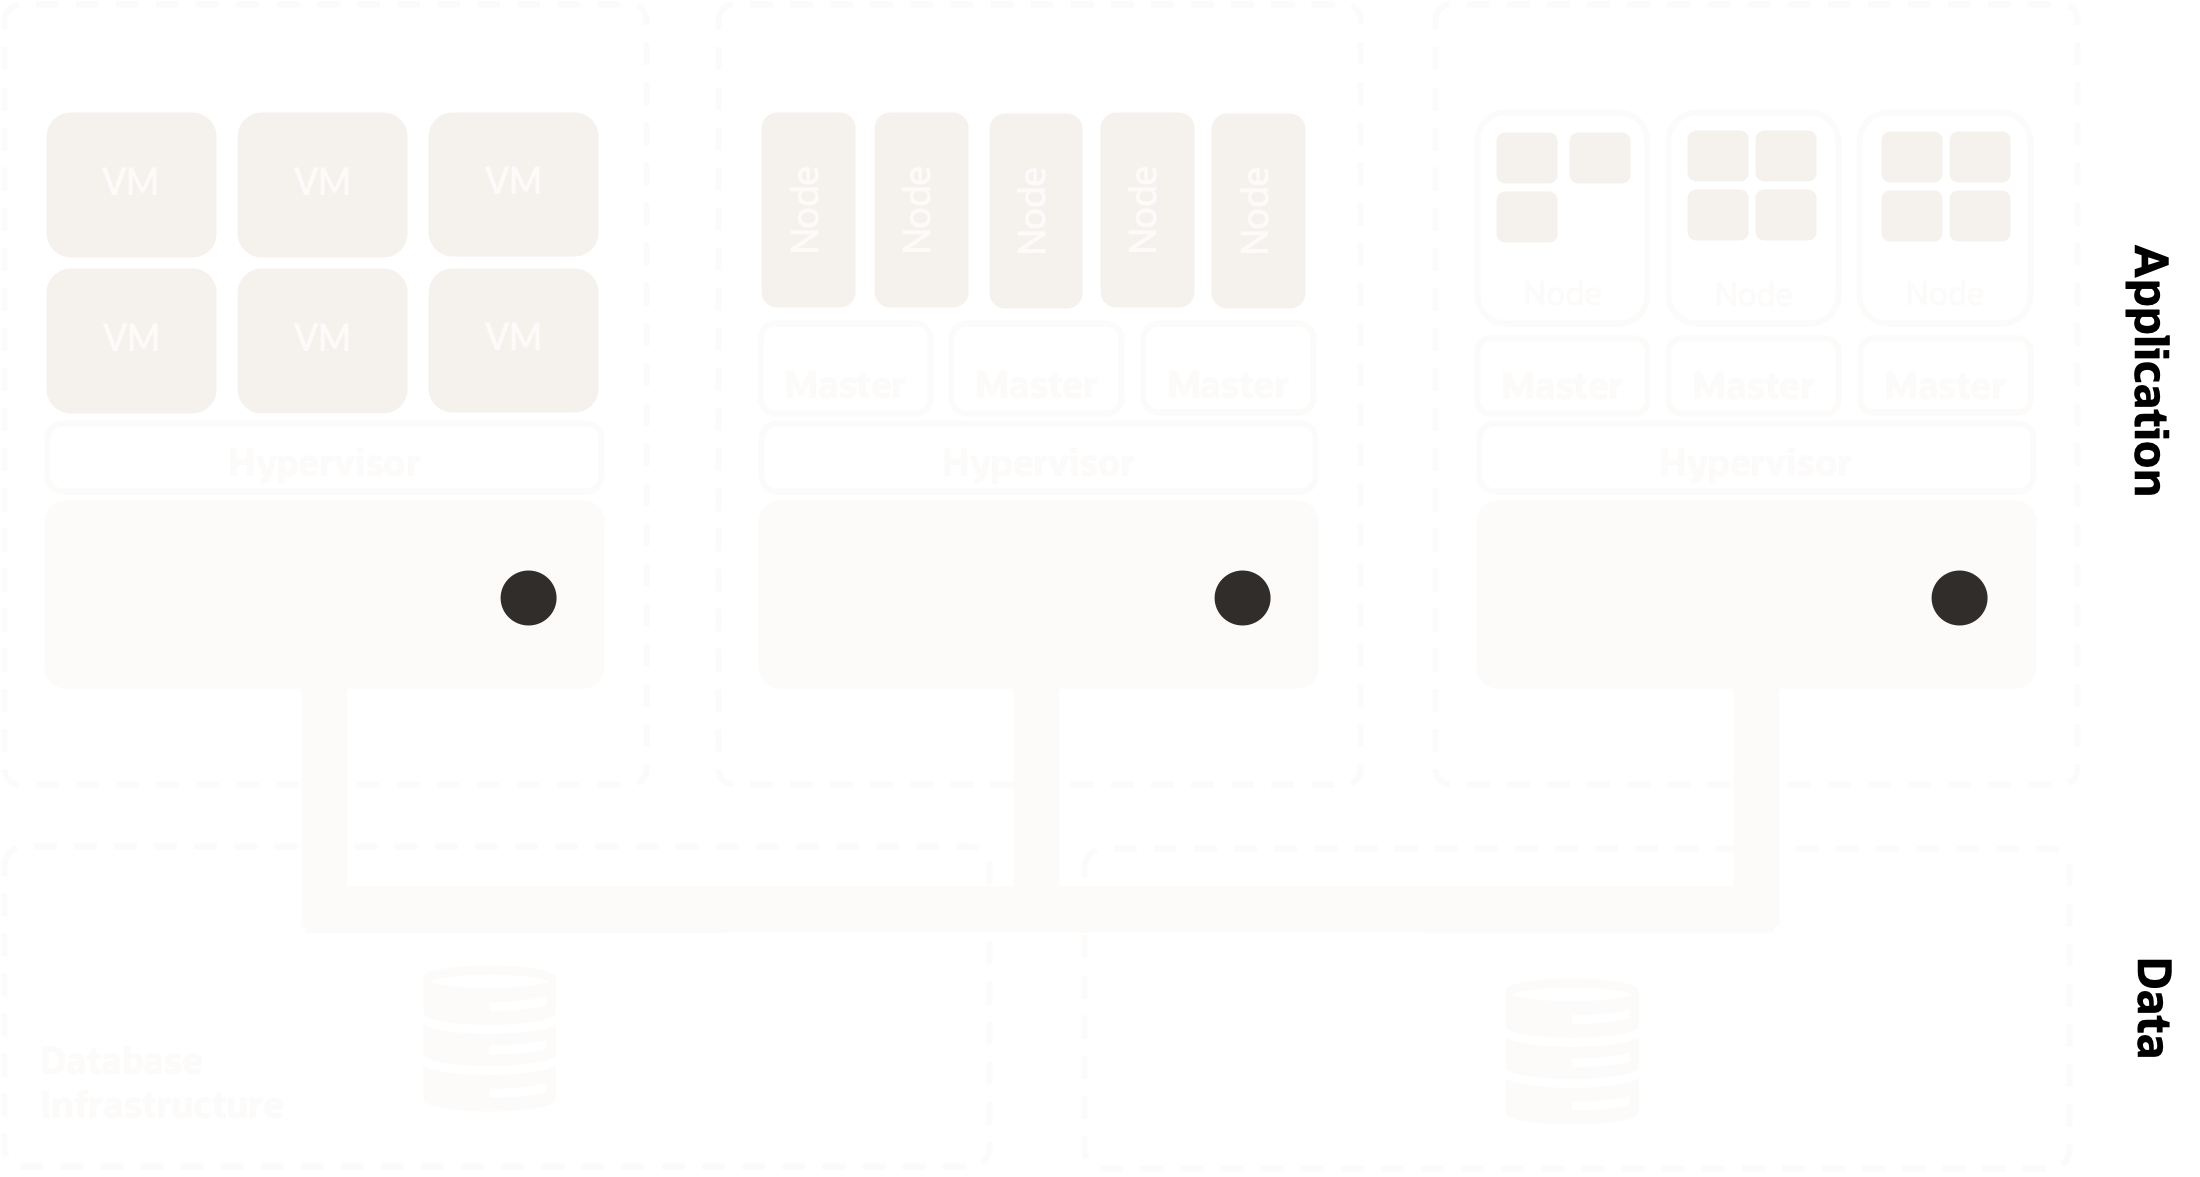 VM VM VM
VM VM VM
Hypervisor
Node Node Node Node Node
Master Master Master
Hypervisor
Node Node Node
Master Master Master
Hypervisor
Application
Database
Infrastructure
Data